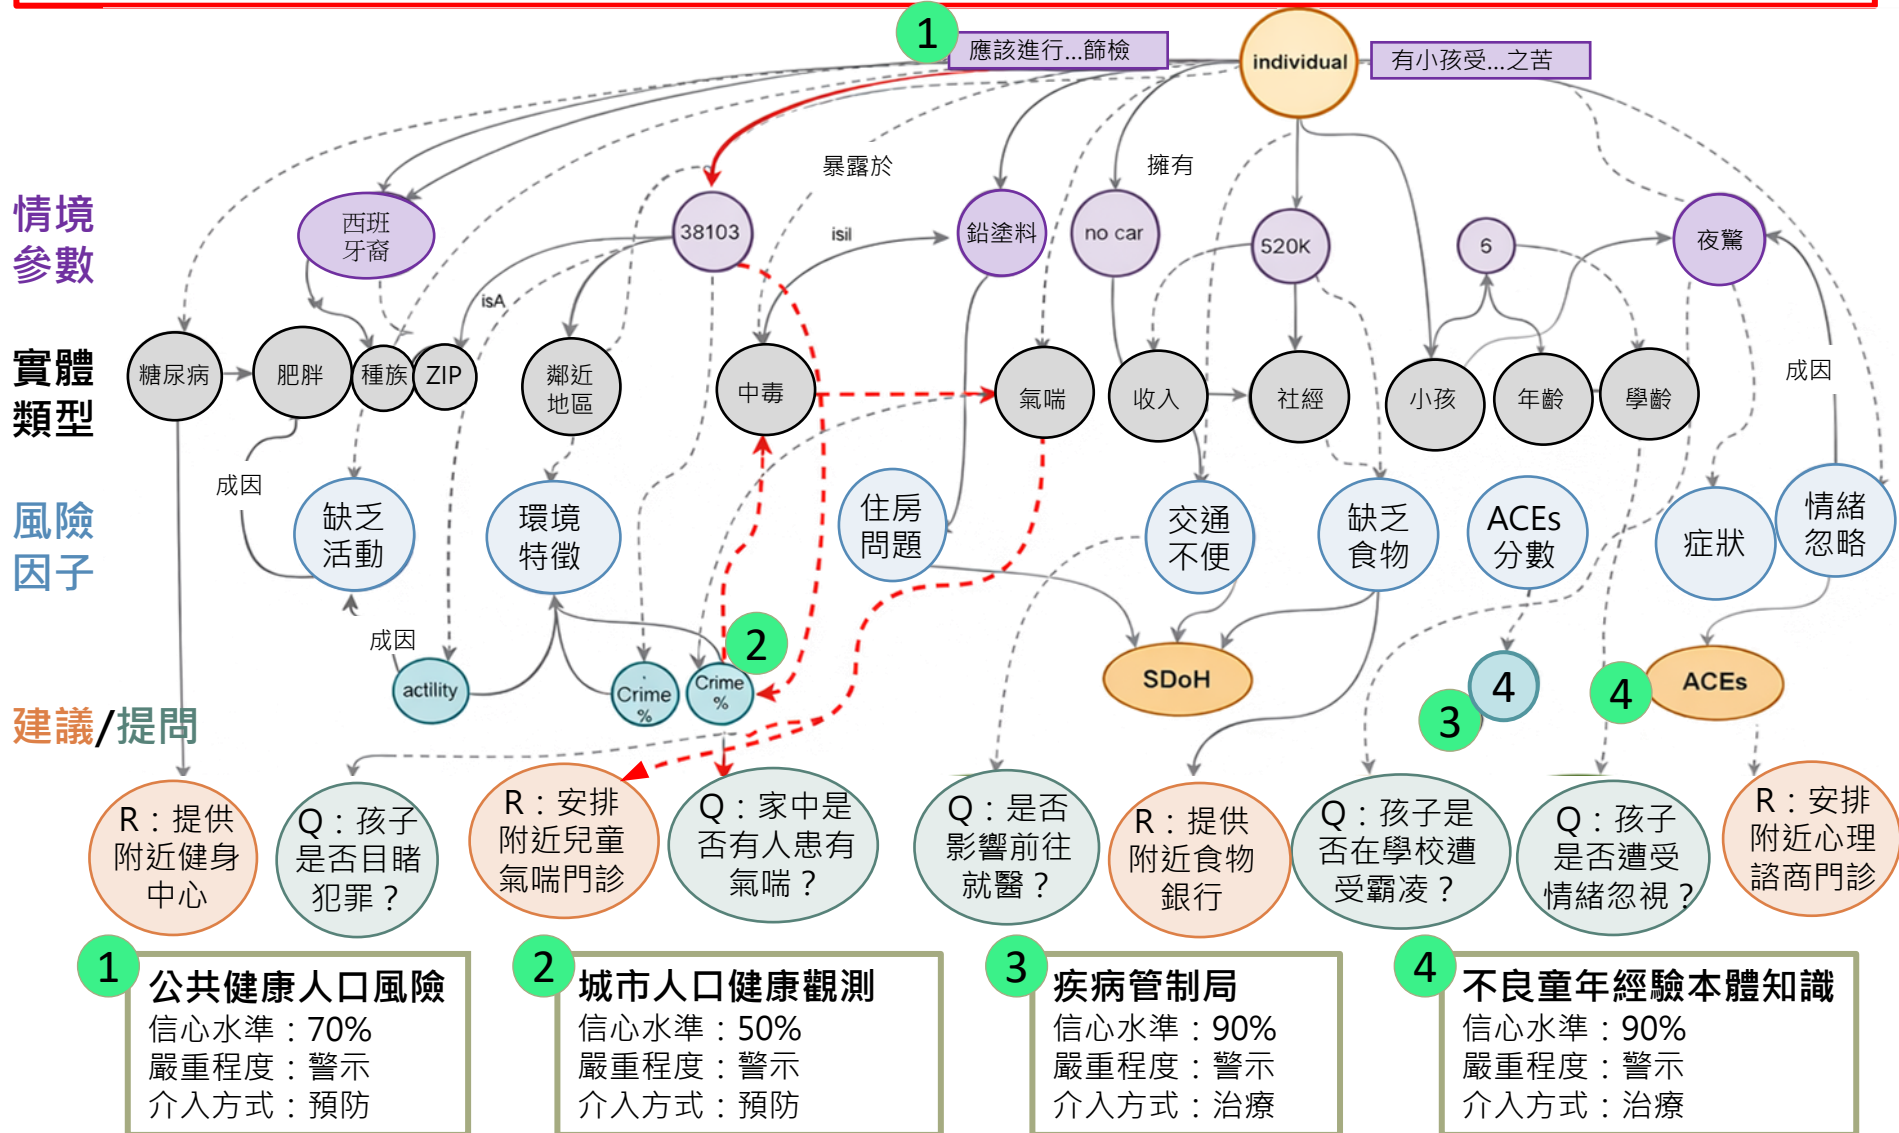 1
應該進行...篩檢
individual
有小孩受...之苦
暴露於
擁有
情境
參數
西班
牙裔
38103
isil
鉛塗料
no car
520K
6
夜驚
isA
實體
類型
糖尿病
肥胖
種族
ZIP
鄰近
地區
中毒
氣喘
收入
社經
小孩
年齡
學齡
成因
成因
風險
因子
缺乏
活動
環境
特徵
住房
問題
交通
不便
缺乏
食物
ACEs
分數
症狀
情緒
忽略
成因
2
actility
Crime
%
Crime
%
SDoH
3
4
4
ACEs
建議/提問
R：提供
附近健身
中心
Q：孩子
是否目睹
犯罪？
R：安排
附近兒童
氣喘門診
Q：家中是
否有人患有
氣喘？
Q：是否
影響前往
就醫？
R：提供
附近食物
銀行
Q：孩子是
否在學校遭
受霸凌？
Q：孩子
是否遭受
情緒忽視？
R：安排
附近心理
諮商門診
1
公共健康人口風險
信心水準：70%
嚴重程度：警示
介入方式：預防
2
城市人口健康觀測
信心水準：50%
嚴重程度：警示
介入方式：預防
3
疾病管制局
信心水準：90%
嚴重程度：警示
介入方式：治療
4
不良童年經驗本體知識
信心水準：90%
嚴重程度：警示
介入方式：治療